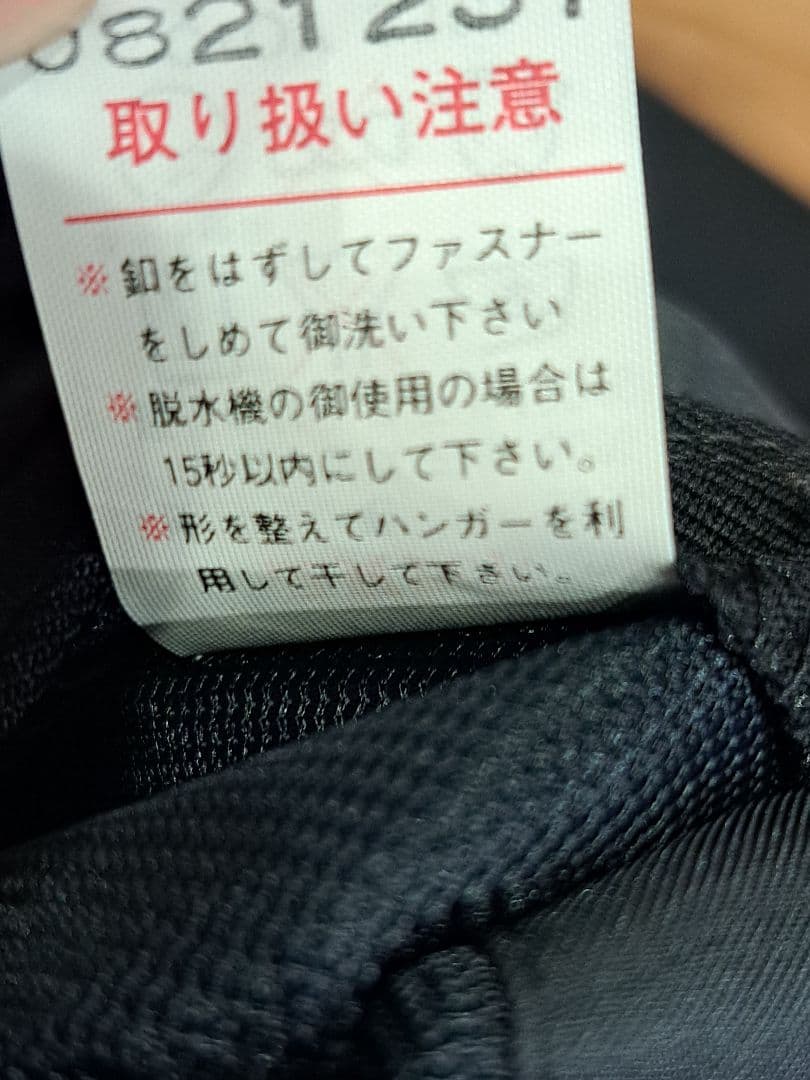 取り扱い注意
※釦をはずしてファスナー
をしめて御洗い下さい
※脱水機の御使用の場合は
15秒以内にして下さい。
※形を整えてハンガーを利
用して干して下さい。